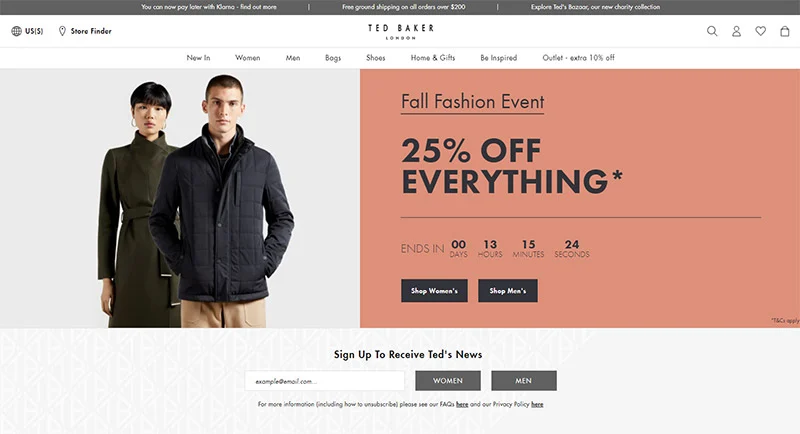 You can now pay later with Klarna - find out more
Free ground shipping on all orders over $200
Explore Ted's Bazaar, our new charity collection
US($)
Store Finder
TED BAKER
LONDON
New In
Women
Men
Bags
Shoes
Home & Gifts
Be Inspired
Outlet - extra 10% off
Fall Fashion Event
25% OFF
EVERYTHING*
ENDS IN 00 13 15 24
DAYS HOURS MINUTES SECONDS
Shop Women's
Shop Men's
*T&Cs apply
Sign Up To Receive Ted's News
example@email.com...
WOMEN
MEN
For more information (including how to unsubscribe) please see our FAQs here and our Privacy Policy here